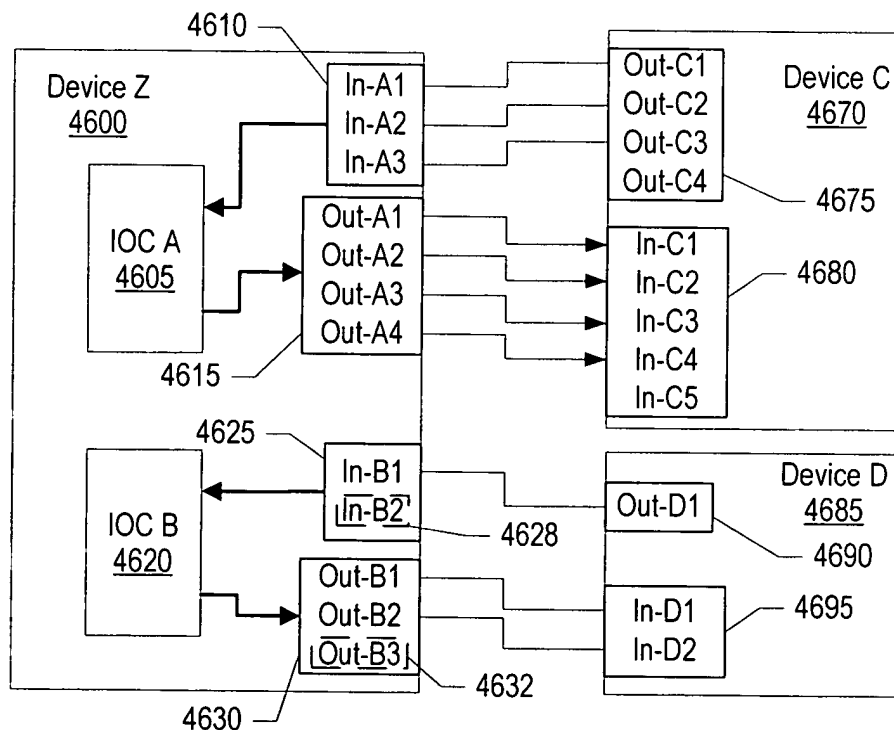 4610
Device Z
4600
In-A1
In-A2
In-A3
IOC A
4605
Out-A1
Out-A2
Out-A3
Out-A4
4615
Out-C1
Out-C2
Out-C3
Out-C4
Device C
4670
4675
In-C1
In-C2
In-C3
In-C4
In-C5
4680
4625
In-B1
In-B2
4628
IOC B
4620
Out-B1
Out-B2
Out-B3
4632
4630
Device D
4685
Out-D1
4690
In-D1
In-D2
4695